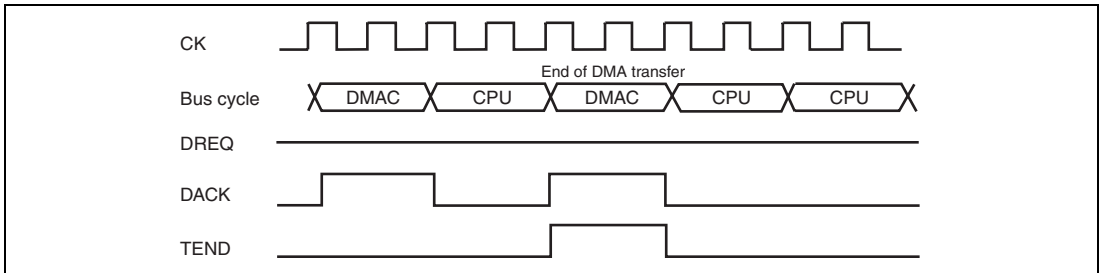 CK
End of DMA transfer
Bus cycle DMAC CPU DMAC CPU CPU
DREQ
DACK
TEND